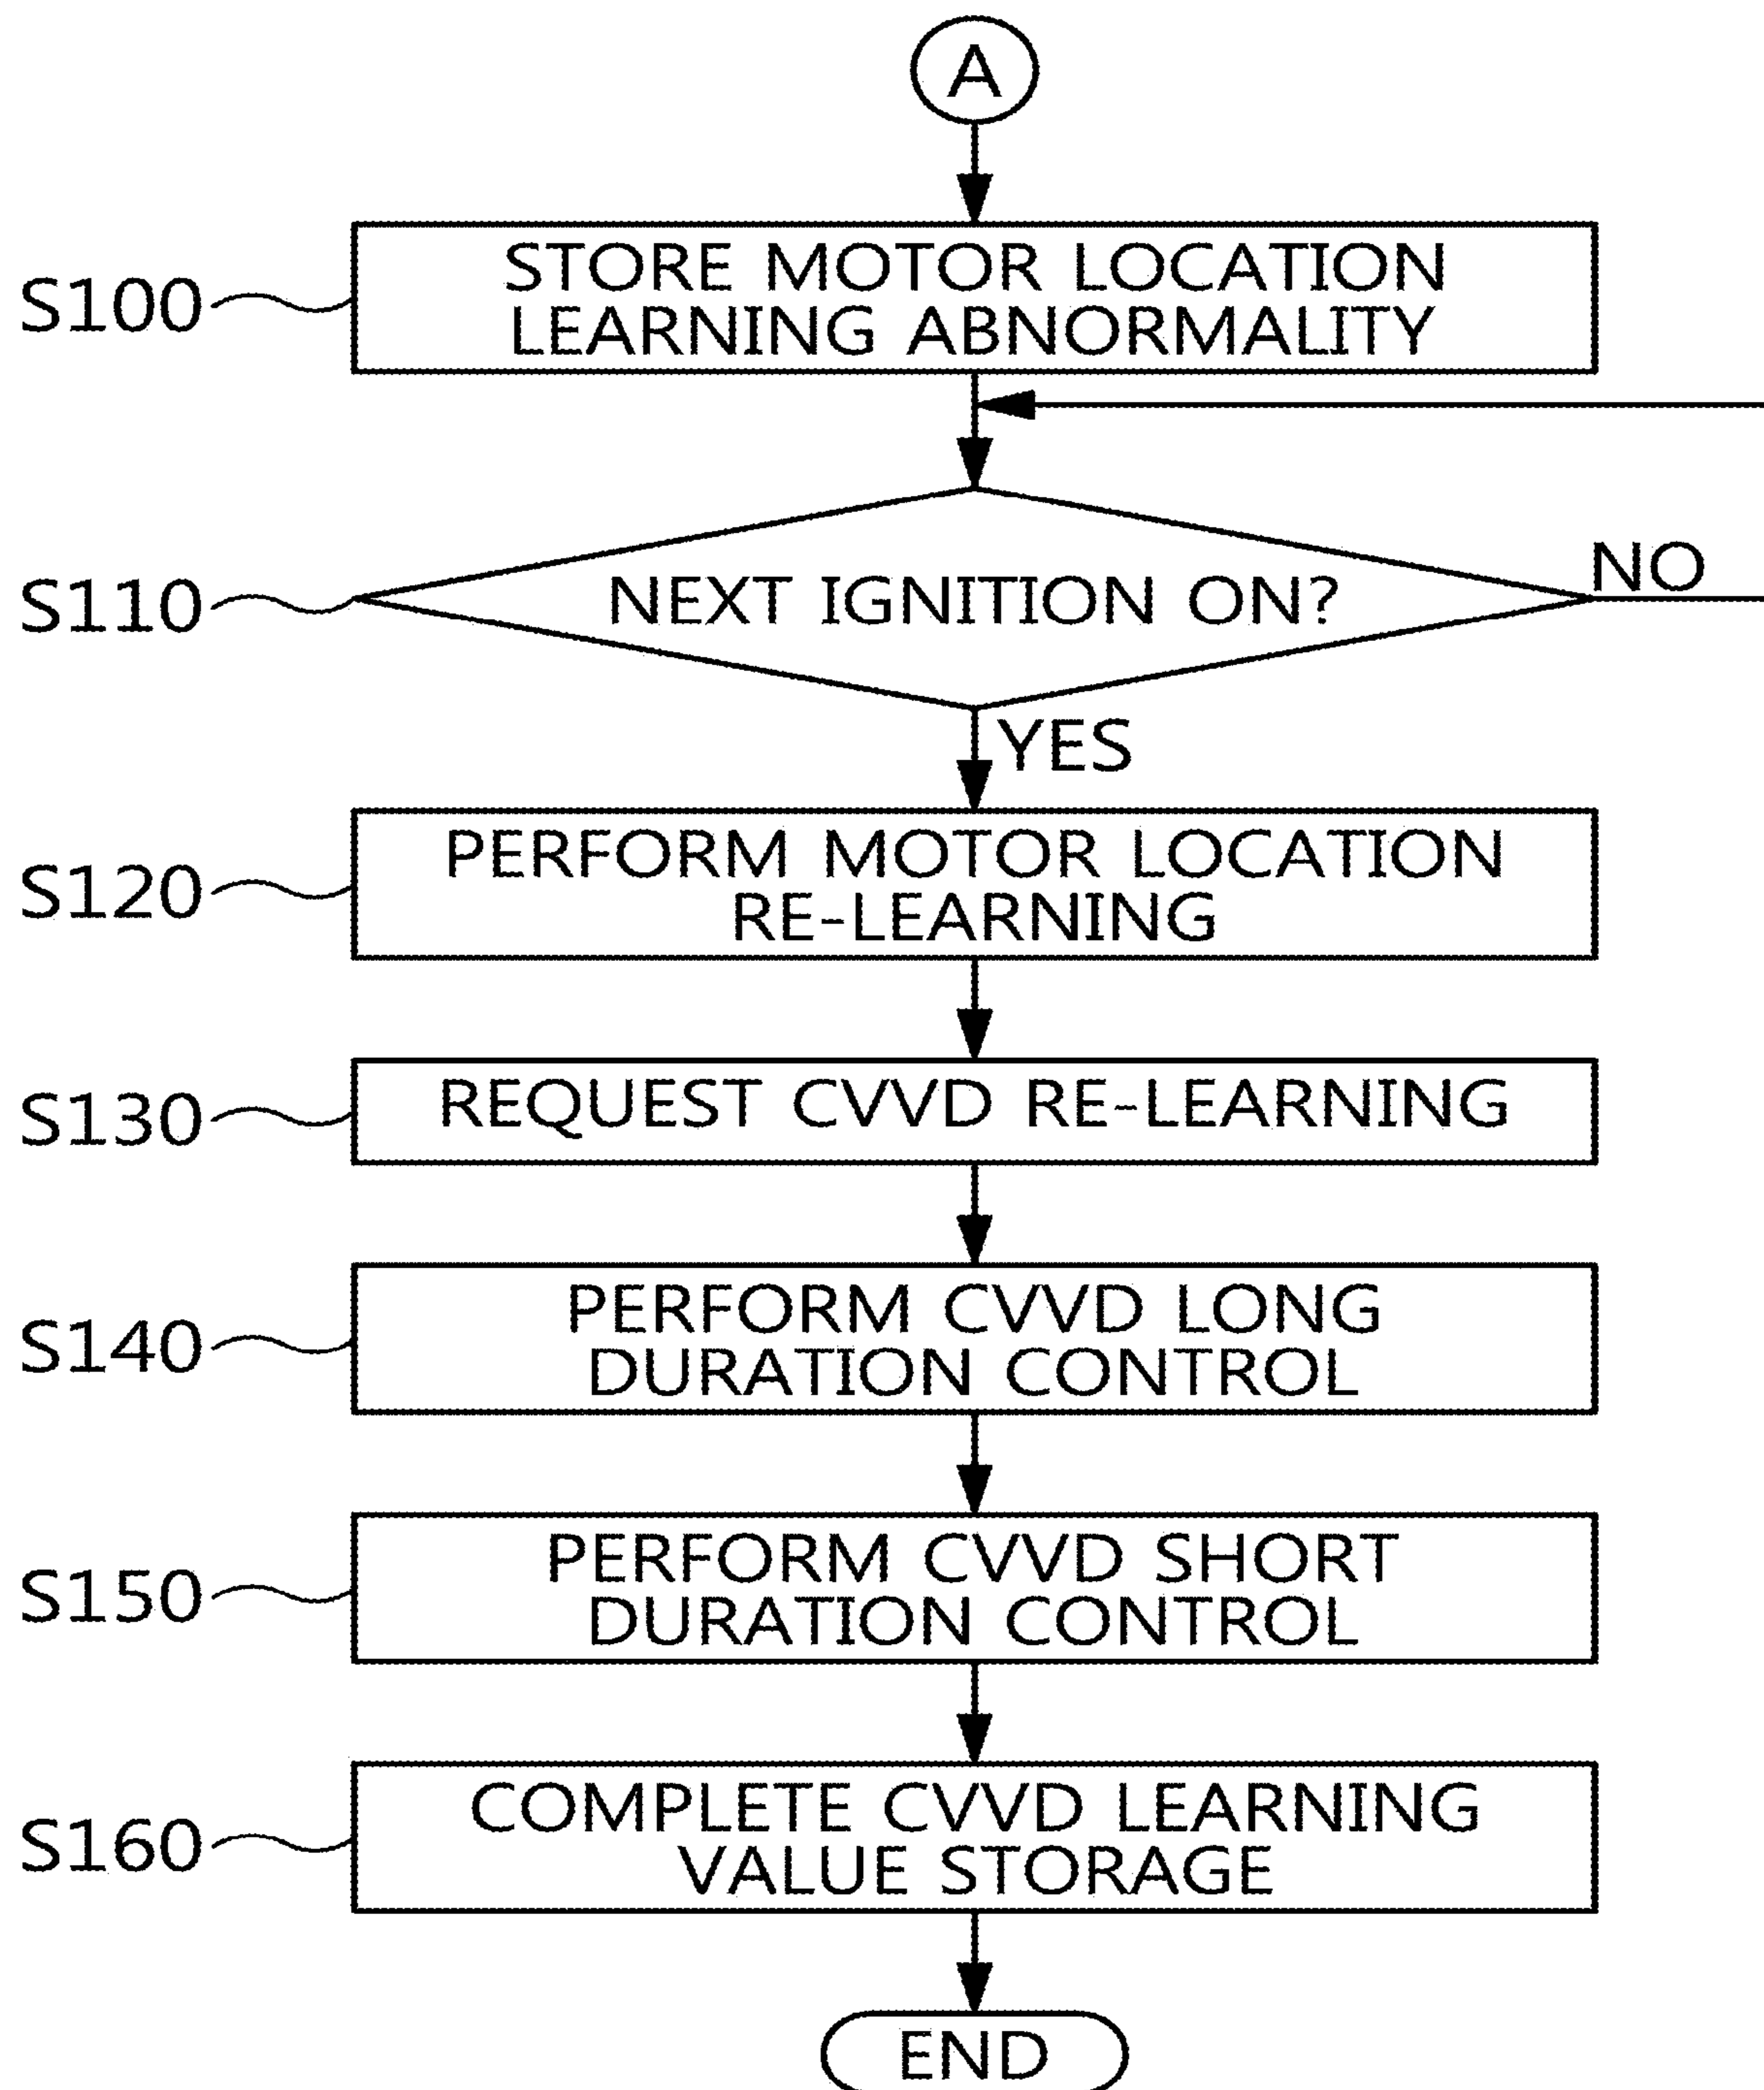 A
S100
STORE MOTOR LOCATION
LEARNING ABNORMALITY
S110
NEXT IGNITION ON?
NO
YES
S120
PERFORM MOTOR LOCATION
RE-LEARNING
S130
REQUEST CVVD RE-LEARNING
S140
PERFORM CVVD LONG
DURATION CONTROL
S150
PERFORM CVVD SHORT
DURATION CONTROL
S160
COMPLETE CVVD LEARNING
VALUE STORAGE
END